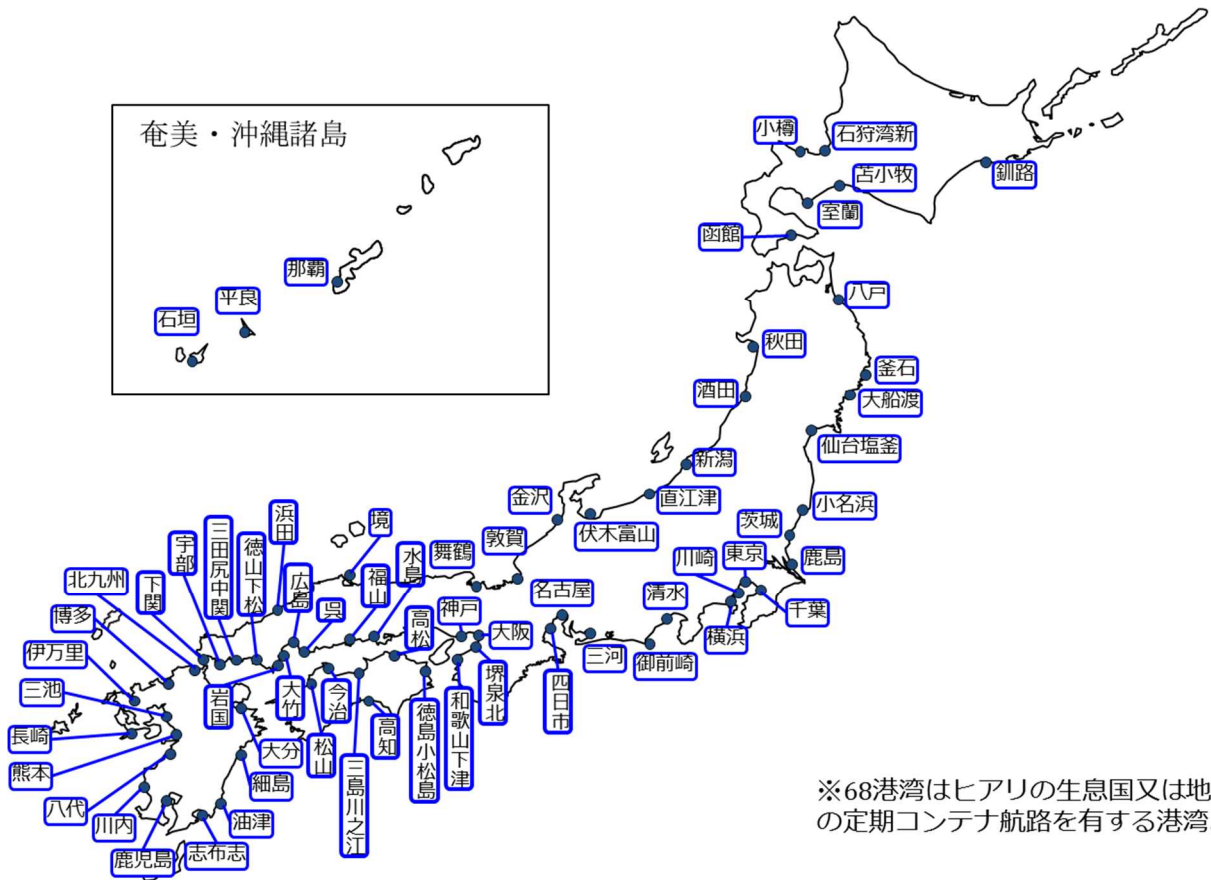 奄美・沖縄諸島
小樽
石狩湾新
釧路
苫小牧
室蘭
函館
那覇
平良
石垣
八戸
秋田
釜石
酒田
大船渡
仙台塩釜
新潟
直江津
金沢
伏木富山
小名浜
茨城
鹿島
東京
川崎
千葉
横浜
清水
御前崎
名古屋
三河
四日市
敦賀
舞鶴
境
浜田
水島
福山
広島
呉
徳山下松
三田尻中関
宇部
下関
北九州
博多
伊万里
三池
長崎
熊本
八代
川内
鹿児島
志布志
油津
細島
大分
岩国
大竹
松山
今治
三島川之江
高知
高松
徳島小松島
神戸
大阪
堺泉北
和歌山下津
※68港湾はヒアリの生息国又は地
の定期コンテナ航路を有する港湾